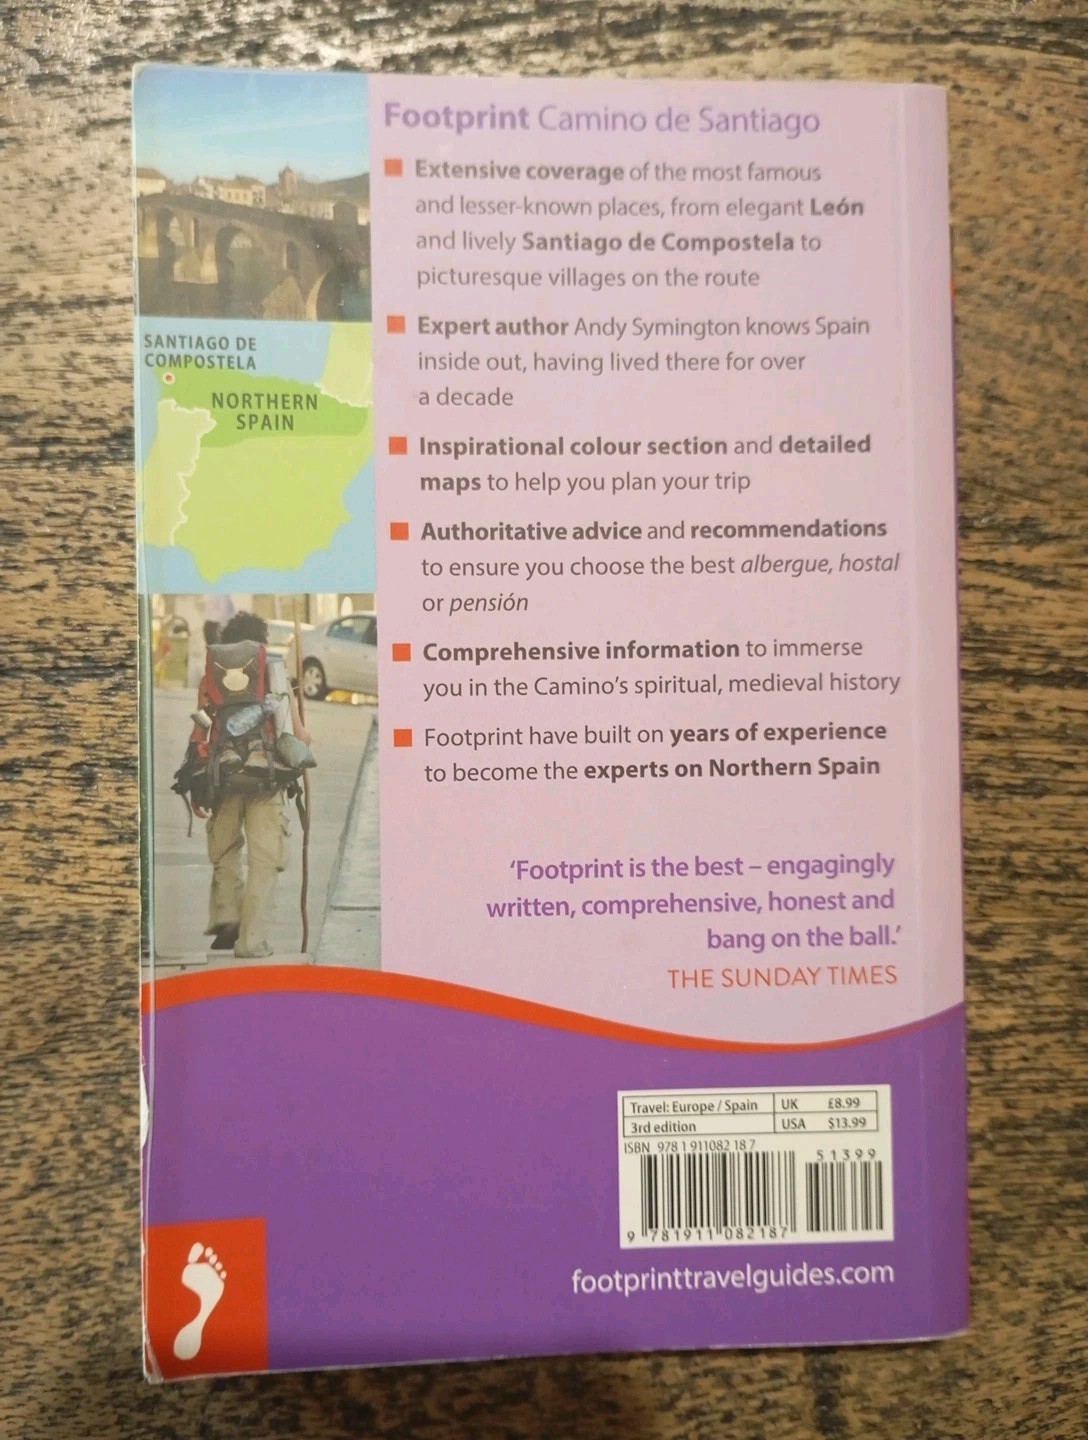 Footprint Camino de Santiago
Extensive coverage of the most famous
and lesser-known places, from elegant León
and lively Santiago de Compostela to
picturesque villages on the route
Expert author Andy Symington knows Spain
inside out, having lived there for over
a decade
Inspirational colour section and detailed
maps to help you plan your trip
Authoritative advice and recommendations
to ensure you choose the best albergue, hostal
or pensión
Comprehensive information to immerse
you in the Camino's spiritual, medieval history
Footprint have built on years of experience
to become the experts on Northern Spain
SANTIAGO DE
COMPOSTELA
NORTHERN
SPAIN
'Footprint is the best – engagingly
written, comprehensive, honest and
bang on the ball.'
THE SUNDAY TIMES
Travel: Europe / Spain UK £8.99
3rd edition USA $13.99
ISBN 978 1 911082 18 7
5 1 3 9 9
9 781911 082187
footprinttravelguides.com